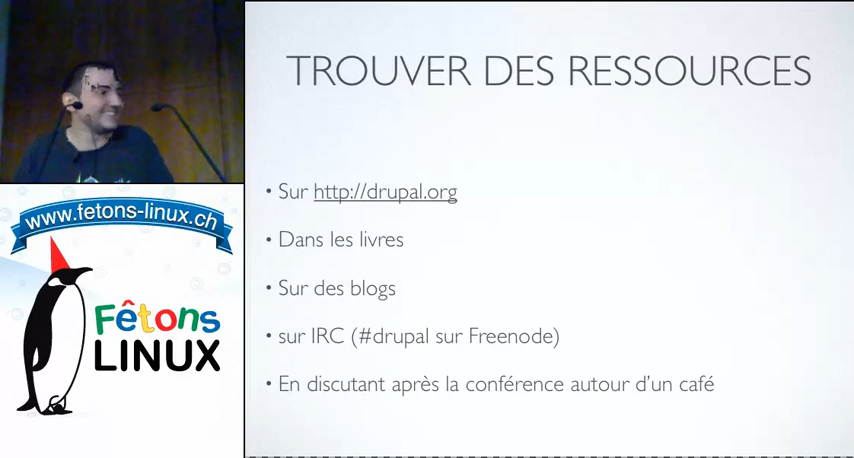 TROUVER DES RESSOURCES
• Sur http://drupal.org
• Dans les livres
• Sur des blogs
• sur IRC (#drupal sur Freenode)
• En discutant après la conférence autour d'un café
www.fetons-linux.ch
Fêtons
LINUX